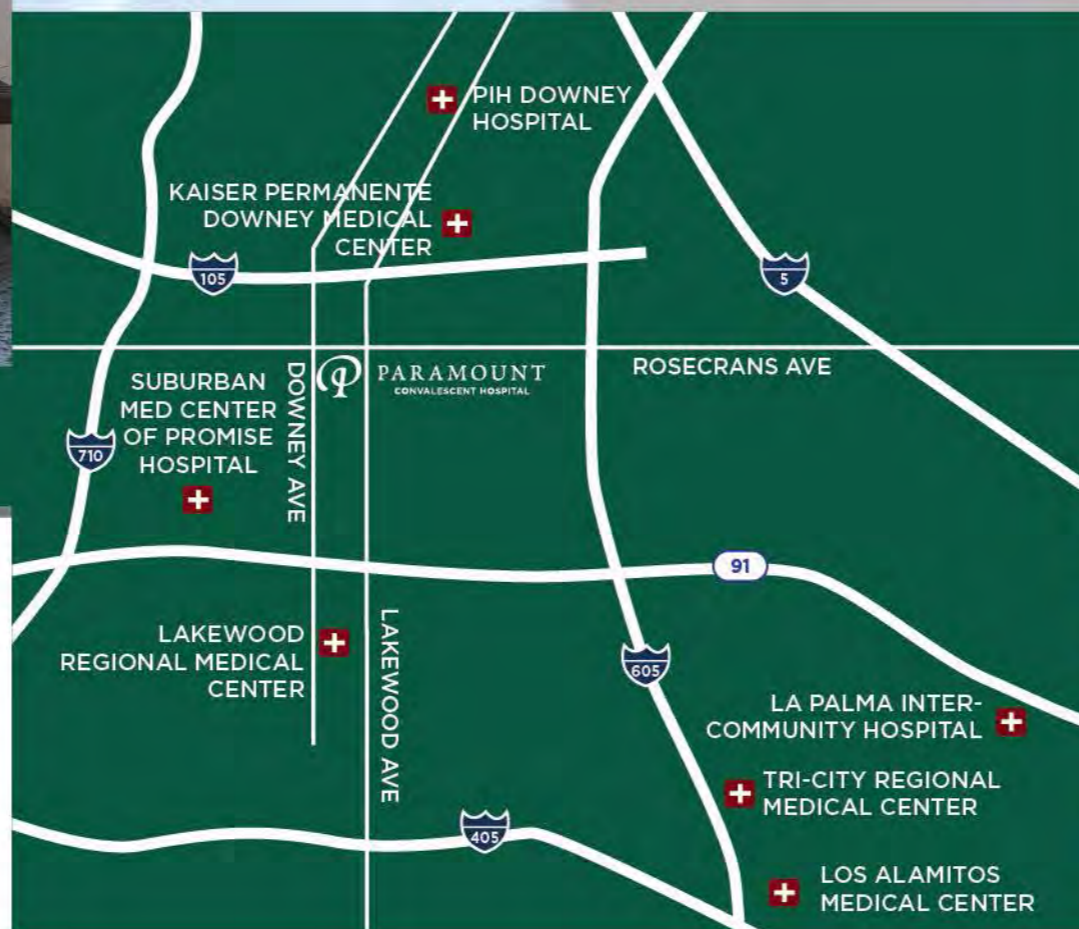 PIH DOWNEY
HOSPITAL
KAISER PERMANENTE
DOWNEY MEDICAL
CENTER
105
5
ROSECRANS AVE
PARAMOUNT
CONVALESCENT HOSPITAL
DOWNEY AVE
SUBURBAN
MED CENTER
OF PROMISE
HOSPITAL
710
91
LAKEWOOD
REGIONAL MEDICAL
CENTER
LAKEWOOD AVE
605
LA PALMA INTER-
COMMUNITY HOSPITAL
TRI-CITY REGIONAL
MEDICAL CENTER
405
LOS ALAMITOS
MEDICAL CENTER